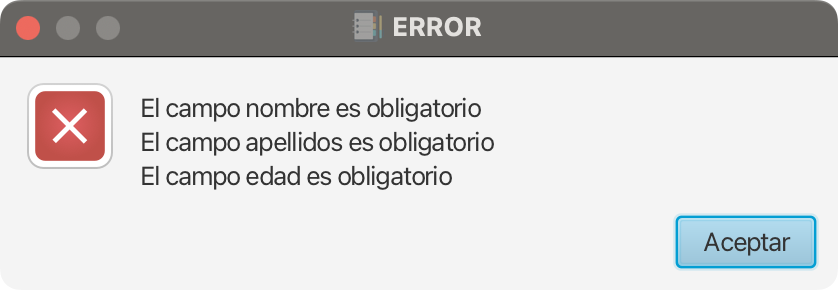 ERROR
El campo nombre es obligatorio
El campo apellidos es obligatorio
El campo edad es obligatorio
Aceptar